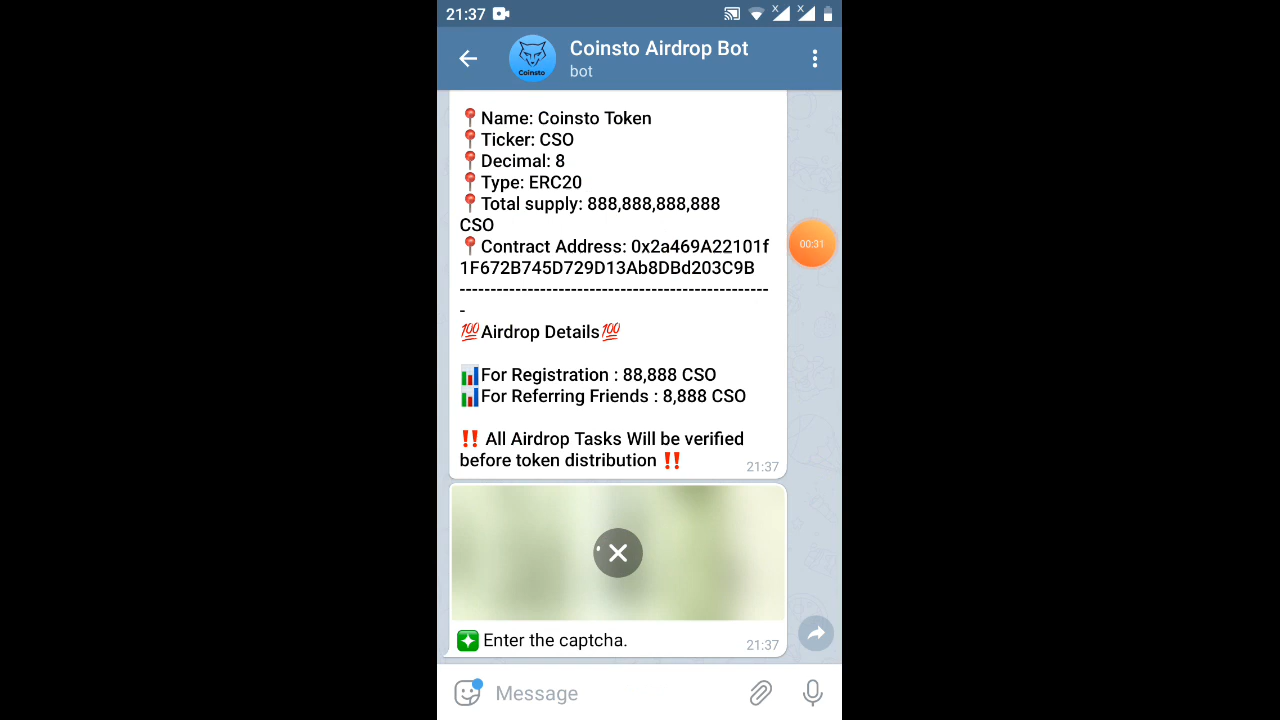 21:37
Coinsto Airdrop Bot
bot
Coinsto
📍Name: Coinsto Token
📍Ticker: CSO
📍Decimal: 8
📍Type: ERC20
📍Total supply: 888,888,888,888
CSO
📍Contract Address: 0x2a469A22101f
1F672B745D729D13Ab8DBd203C9B
--------------------------------------------------
-
💯Airdrop Details💯
📊For Registration : 88,888 CSO
📊For Referring Friends : 8,888 CSO
‼️ All Airdrop Tasks Will be verified
before token distribution ‼️
21:37
00:31
Enter the captcha.
21:37
Message